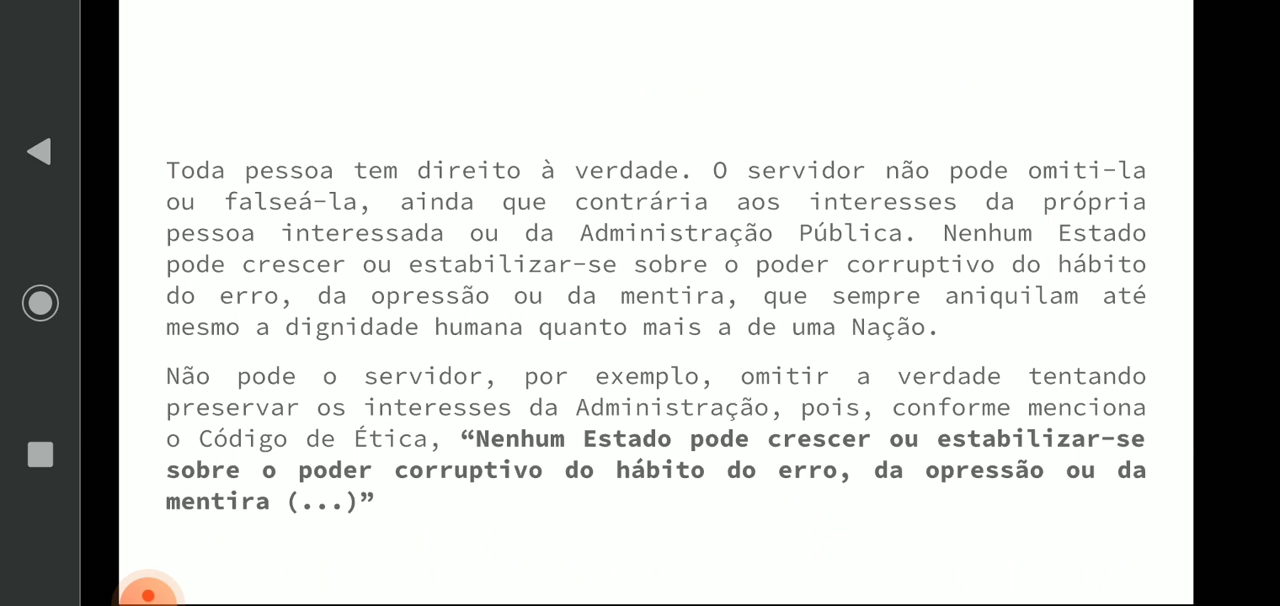 Toda pessoa tem direito à verdade. O servidor não pode omiti-la
ou falseá-la, ainda que contrária aos interesses da própria
pessoa interessada ou da Administração Pública. Nenhum Estado
pode crescer ou estabilizar-se sobre o poder corruptivo do hábito
do erro, da opressão ou da mentira, que sempre aniquilam até
mesmo a dignidade humana quanto mais a de uma Nação.
Não pode o servidor, por exemplo, omitir a verdade tentando
preservar os interesses da Administração, pois, conforme menciona
o Código de Ética, “Nenhum Estado pode crescer ou estabilizar-se
sobre o poder corruptivo do hábito do erro, da opressão ou da
mentira (...)”